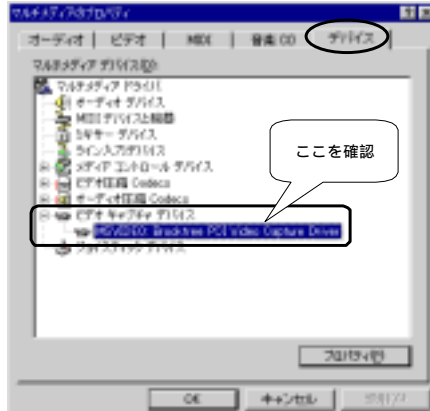 マルチメディアのプロパティ
オーディオ
ビデオ
MIDI
音楽 CD
デバイス
マルチメディア デバイス(D):
マルチメディア ドライバ
オーディオ デバイス
MIDI デバイスと機器
ミキサー デバイス
ライン入力デバイス
メディア コントロール デバイス
ビデオ圧縮 Codecs
オーディオ圧縮 Codecs
ビデオ キャプチャ デバイス
MSVIDEO: Brooktree PCI Video Capture Driver
ジョイスティック デバイス
ここを確認
プロパティ(P)
OK
キャンセル